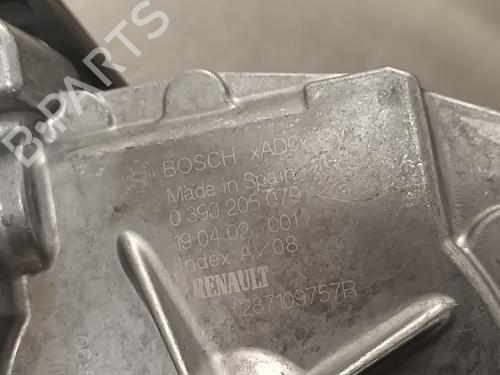 B-PARTS
BOSCH
Made in Spain
0 390 205 079
19 04 02 001
Index A/08
RENAULT
287109757R